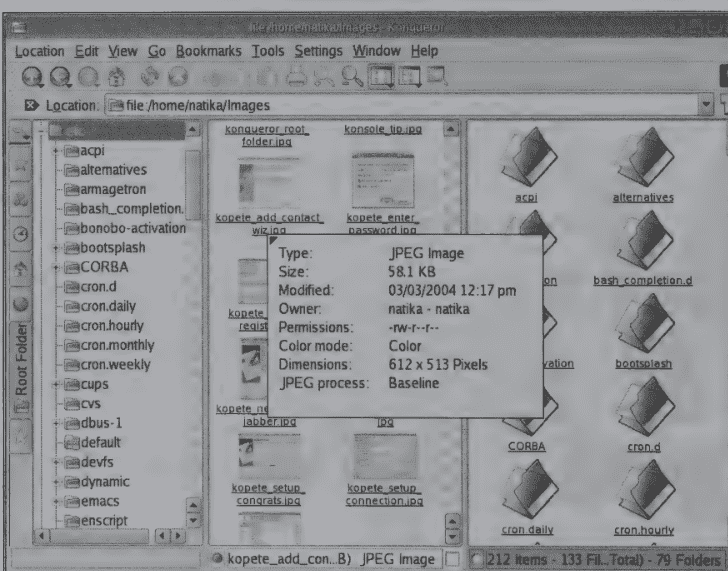 file:/home/natika/Images - Konqueror
Location Edit View Go Bookmarks Tools Settings Window Help
Location: file:/home/natika/Images
acpi
alternatives
armagetron
bash_completion.
bonobo-activation
bootsplash
CORBA
cron.d
cron.daily
cron.hourly
cron.monthly
cron.weekly
cups
cvs
dbus-1
default
devfs
dynamic
emacs
enscript
Root Folder
konqueror_root_
folder.jpg
konsole_tip.jpg
kopete_add_contact_
wiz.jpg
kopete_enter_
password.jpg
kopete_
regist
kopete_ne
jabber.jpg
jpg
kopete_setup_
congrats.jpg
kopete_setup_
connection.jpg
Type: JPEG Image
Size: 58.1 KB
Modified: 03/03/2004 12:17 pm
Owner: natika - natika
Permissions: -rw-r--r--
Color mode: Color
Dimensions: 612 x 513 Pixels
JPEG process: Baseline
acpi
alternatives
on
bash_completion.d
vation
bootsplash
CORBA
cron.d
cron.daily
cron.hourly
kopete_add_con...B) JPEG Image
212 Items - 133 Fil...Total) - 79 Folders